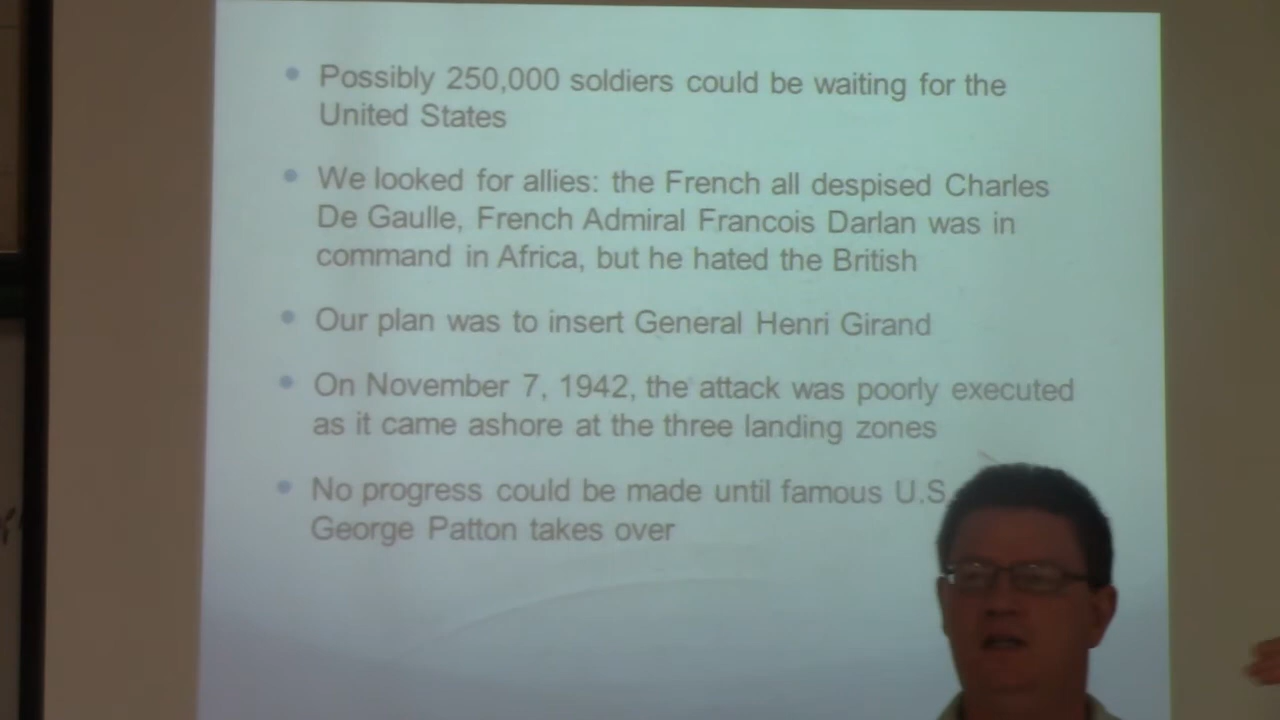 Possibly 250,000 soldiers could be waiting for the
United States
We looked for allies: the French all despised Charles
De Gaulle, French Admiral Francois Darlan was in
command in Africa, but he hated the British
Our plan was to insert General Henri Girand
On November 7, 1942, the attack was poorly executed
as it came ashore at the three landing zones
No progress could be made until famous U.S.
George Patton takes over